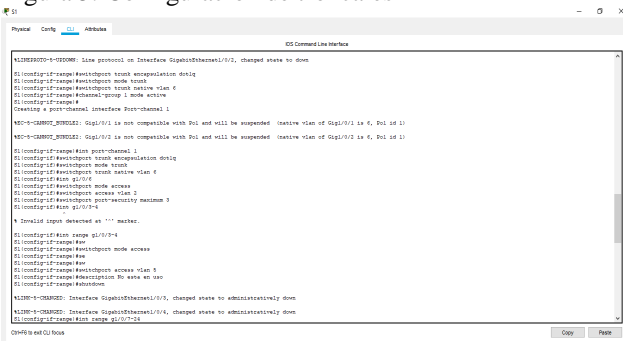 S1
Physical Config CLI Attributes
IOS Command Line Interface
%LINEPROTO-5-UPDOWN: Line protocol on Interface GigabitEthernet1/0/2, changed state to down
S1(config-if-range)#switchport trunk encapsulation dot1q
S1(config-if-range)#switchport mode trunk
S1(config-if-range)#switchport trunk native vlan 6
S1(config-if-range)#channel-group 1 mode active
S1(config-if-range)#
Creating a port-channel interface Port-channel 1
%EC-5-CANNOT_BUNDLE2: Gig1/0/1 is not compatible with Po1 and will be suspended (native vlan of Gig1/0/1 is 6, Po1 id 1)
%EC-5-CANNOT_BUNDLE2: Gig1/0/2 is not compatible with Po1 and will be suspended (native vlan of Gig1/0/2 is 6, Po1 id 1)
S1(config-if-range)#int port-channel 1
S1(config-if)#switchport trunk encapsulation dot1q
S1(config-if)#switchport mode trunk
S1(config-if)#switchport trunk native vlan 6
S1(config-if)#int g1/0/6
S1(config-if)#switchport mode access
S1(config-if)#switchport access vlan 2
S1(config-if)#switchport port-security maximum 3
S1(config-if)#int g1/0/3-4
^
% Invalid input detected at '^' marker.
S1(config-if)#int range g1/0/3-4
S1(config-if-range)#sw
S1(config-if-range)#switchport mode access
S1(config-if-range)#se
S1(config-if-range)#sw
S1(config-if-range)#switchport access vlan 5
S1(config-if-range)#description No esta en uso
S1(config-if-range)#shutdown
%LINK-5-CHANGED: Interface GigabitEthernet1/0/3, changed state to administratively down
%LINK-5-CHANGED: Interface GigabitEthernet1/0/4, changed state to administratively down
S1(config-if-range)#int range g1/0/7-24
Ctrl+F6 to exit CLI focus
Copy Paste